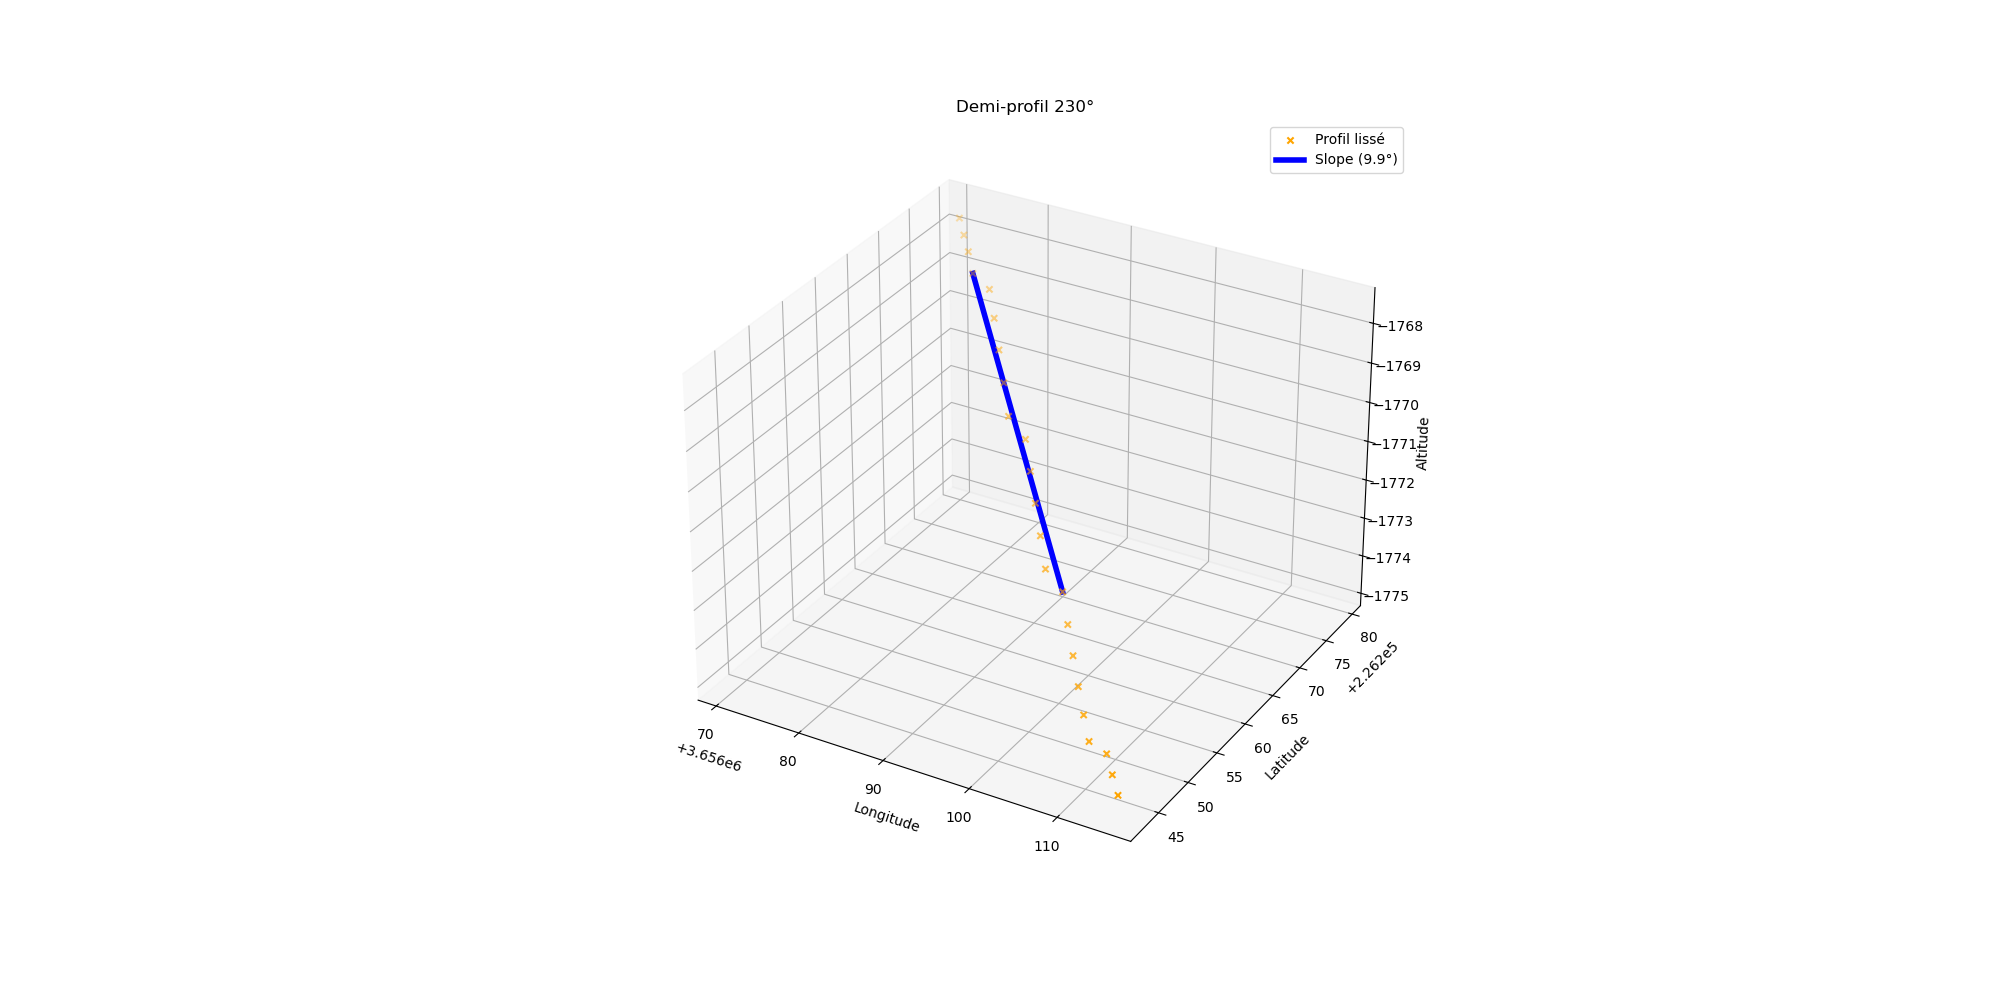 Demi-profil 230°
Profil lissé
Slope (9.9°)
−1768
−1769
−1770
−1771
−1772
−1773
−1774
−1775
Altitude
80
75
70
65
60
55
50
45
+2.262e5
Latitude
70
80
90
100
110
+3.656e6
Longitude